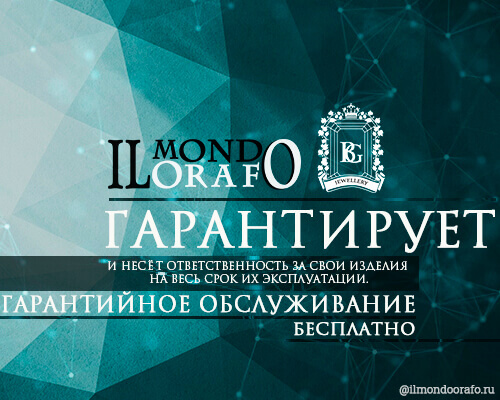 IL MONDO
ORAFO
BG
JEWELLERY
ГАРАНТИРУЕТ
И НЕСЁТ ОТВЕТСТВЕННОСТЬ ЗА СВОИ ИЗДЕЛИЯ
НА ВЕСЬ СРОК ИХ ЭКСПЛУАТАЦИИ.
ГАРАНТИЙНОЕ ОБСЛУЖИВАНИЕ
БЕСПЛАТНО
@ilmondoorafo.ru